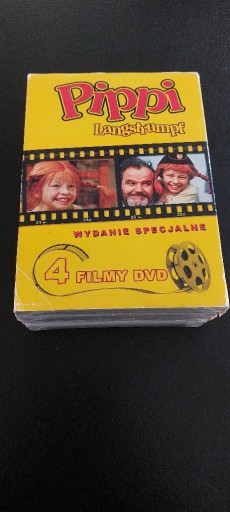 Pippi
Langstrumpf
WYDANIE SPECJALNE
4 FILMY DVD